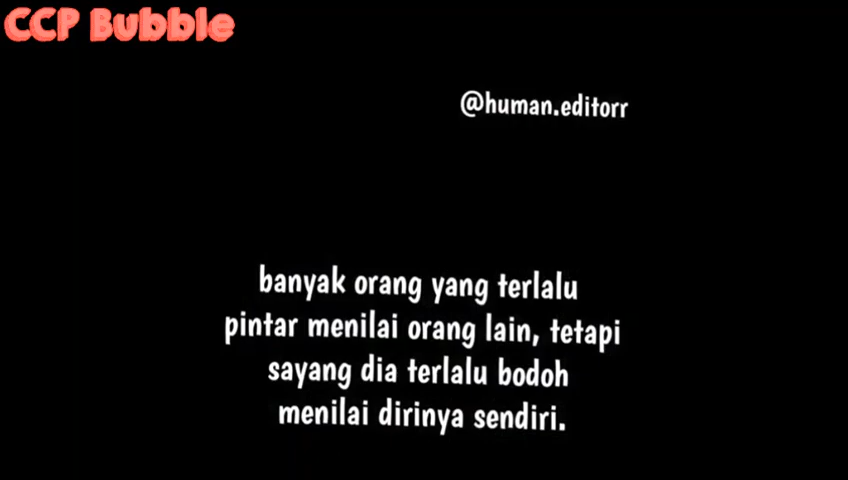 CCP Bubble
@human.editorr
banyak orang yang terlalu
pintar menilai orang lain, tetapi
sayang dia terlalu bodoh
menilai dirinya sendiri.